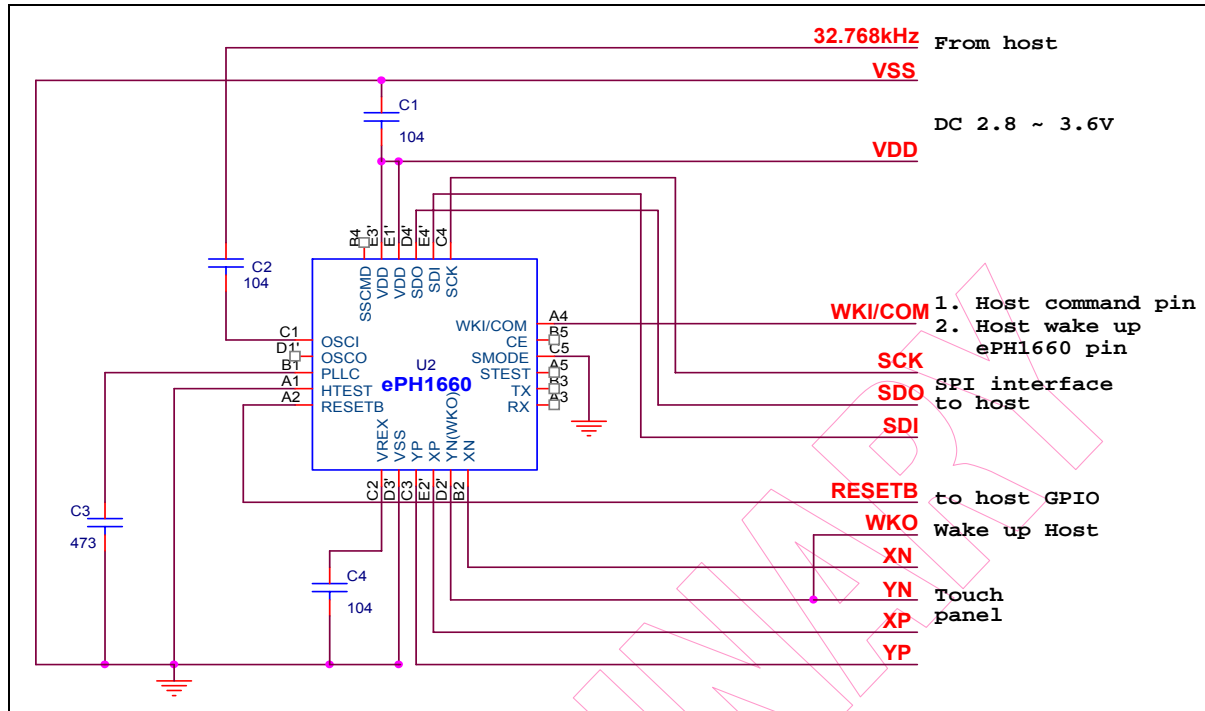 32.768kHz From host
VSS
C1
104
DC 2.8 ~ 3.6V
VDD
B4 E3' E1' D4' E4' C4
C2
104
SSCMD VDD VDD SDO SDI SCK
WKI/COM A4 WKI/COM 1. Host command pin
CE B5 2. Host wake up
ePH1660 pin
C1 OSCI
D1' OSCO SMODE C5
B1 PLLC U2 STEST A5 SCK
A1 HTEST ePH1660 TX B3 SPI interface
A2 RESETB RX A3 SDO to host
SDI
VREX VSS YP XP YN(WKO) XN
C2 D3' C3 E2' D2' B2
RESETB to host GPIO
C3
473
WKO Wake up Host
XN
C4
104
YN Touch
panel
XP
YP